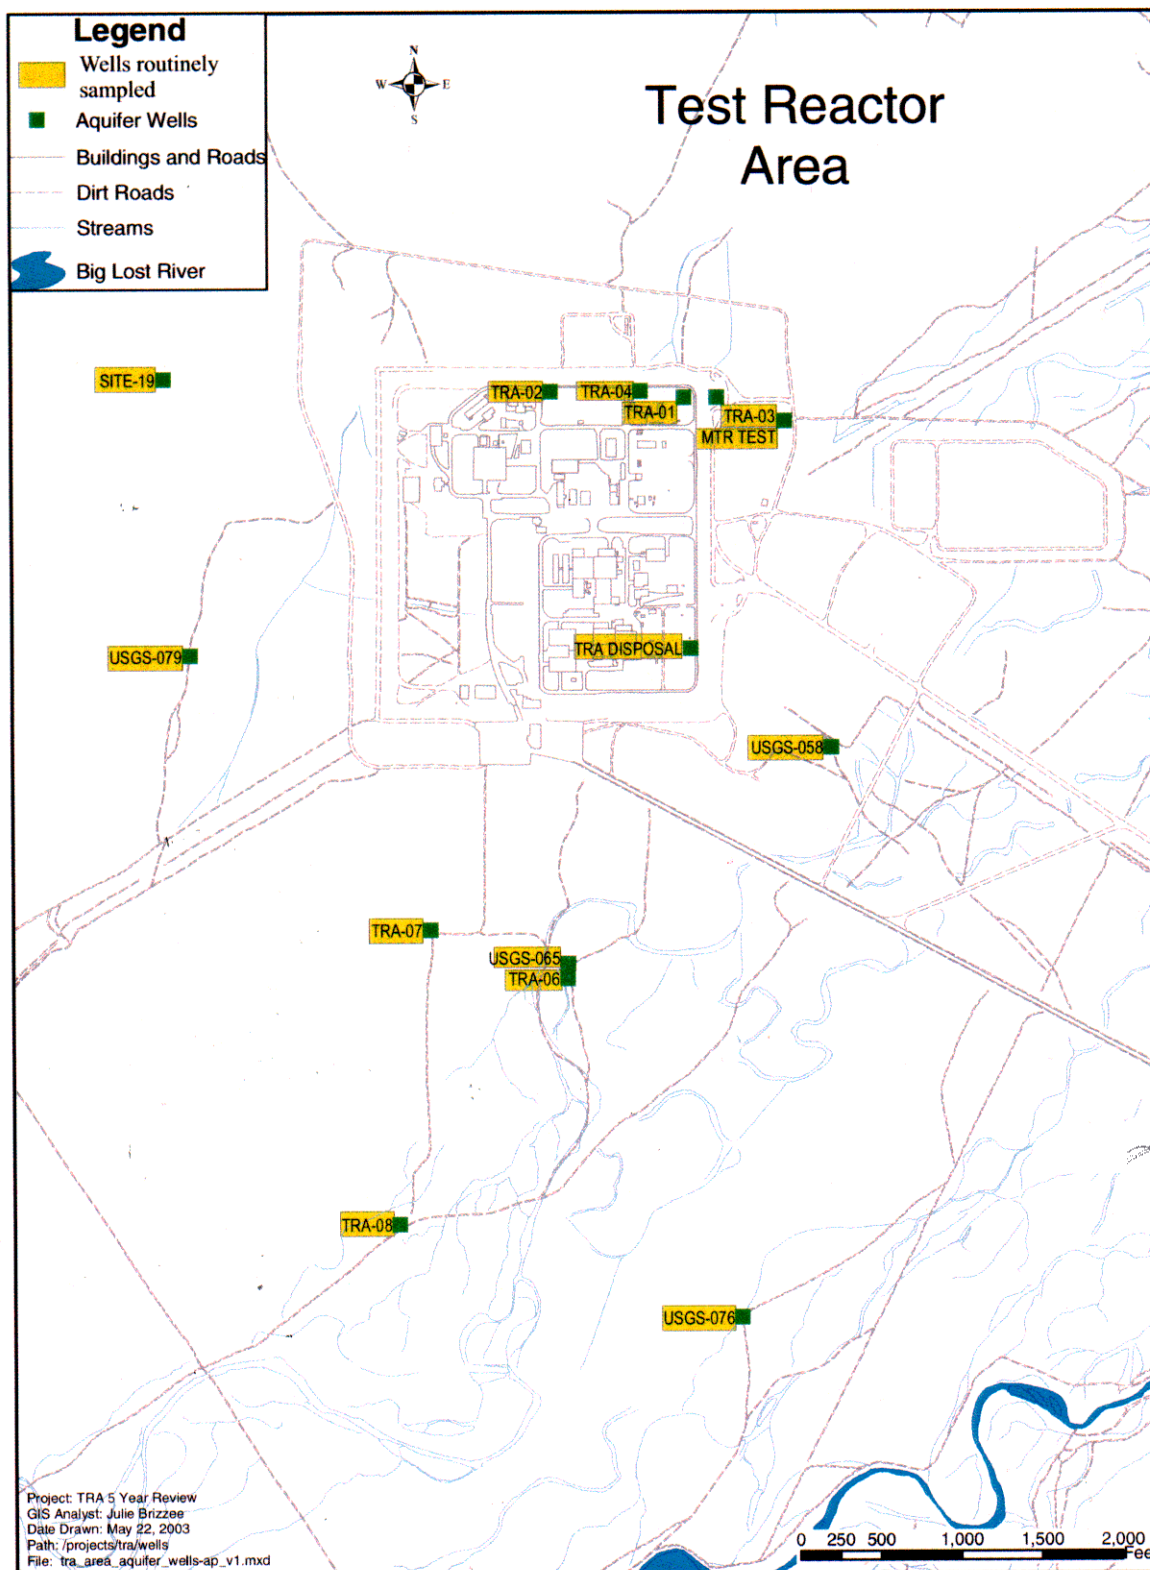 Legend
Wells routinely
sampled
Aquifer Wells
Buildings and Roads
Dirt Roads
Streams
Big Lost River
N
W E
S
Test Reactor
Area
SITE-19
TRA-02
TRA-04
TRA-01
TRA-03
MTR TEST
USGS-079
TRA DISPOSAL
USGS-058
TRA-07
USGS-065
TRA-06
TRA-08
USGS-076
Project: TRA 5 Year Review
GIS Analyst: Julie Brizzee
Date Drawn: May 22, 2003
Path: /projects/tra/wells
File: tra_area_aquifer_wells-ap_v1.mxd
0 250 500 1,000 1,500 2,000
Fee